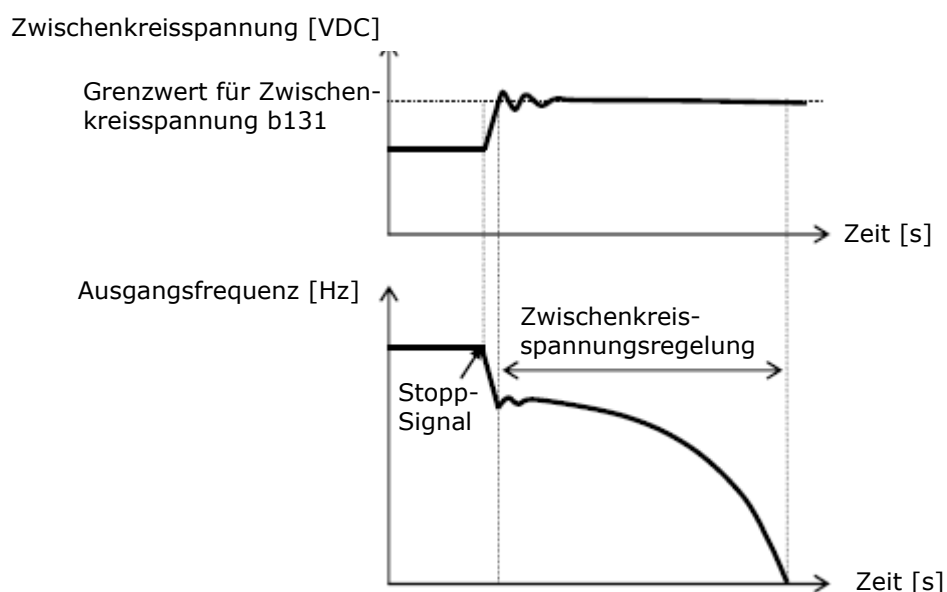 Zwischenkreisspannung [VDC]
Grenzwert für Zwischen-
kreisspannung b131
Zeit [s]
Ausgangsfrequenz [Hz]
Zwischenkreis-
spannungsregelung
Stopp-
Signal
Zeit [s]